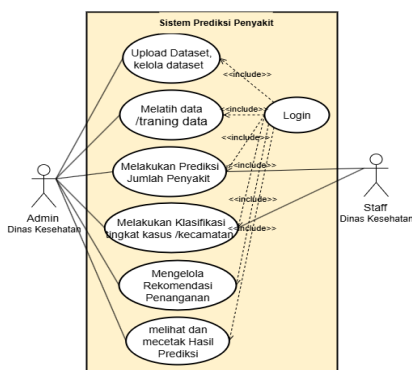 Sistem Prediksi Penyakit
Upload Dataset,
kelola dataset
<<include>>
Melatih data
/traning data
<<include>>
Login
<<include>>
Melakukan Prediksi
Jumlah Penyakit
<<include>>
Melakukan Klasifikasi
tingkat kasus /kecamatan
<<include>>
Mengelola
Rekomendasi
Penanganan
melihat dan
mecetak Hasil
Prediksi
Admin
Dinas Kesehatan
Staff
Dinas Kesehatan